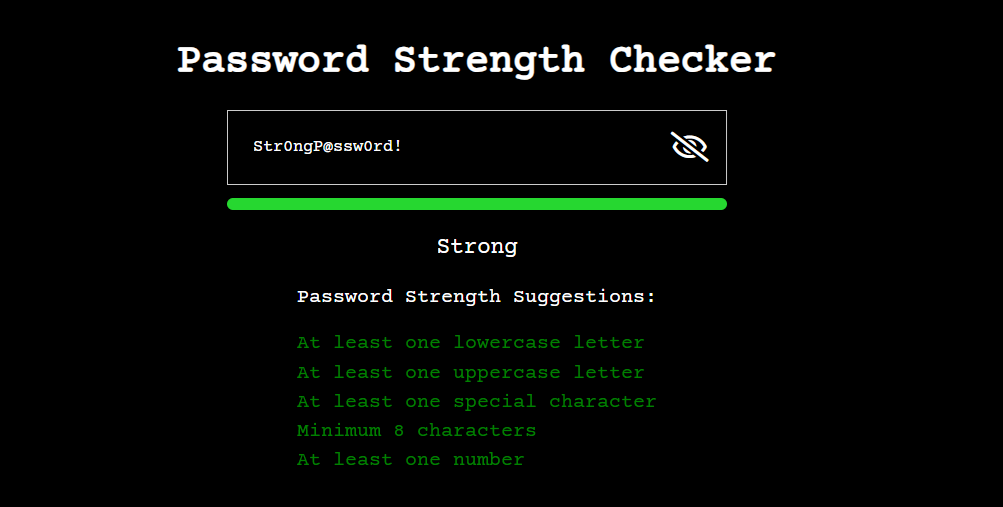 Password Strength Checker
Str0ngP@ssw0rd!
Strong
Password Strength Suggestions:
At least one lowercase letter
At least one uppercase letter
At least one special character
Minimum 8 characters
At least one number